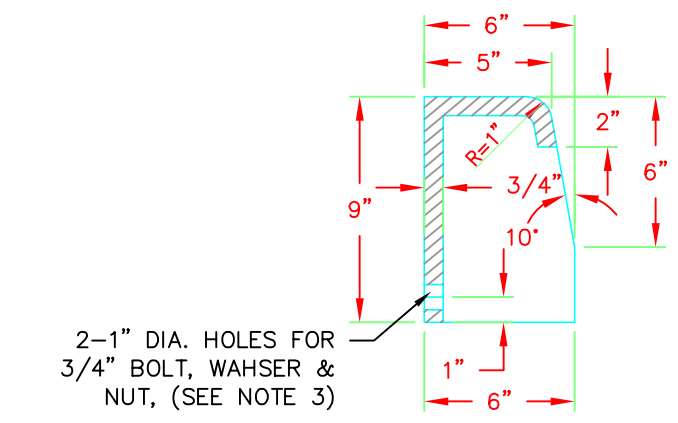 6"
5"
2"
R=1"
6"
3/4"
9"
10°
2-1" DIA. HOLES FOR
3/4" BOLT, WAHSER &
NUT, (SEE NOTE 3)
1"
6"